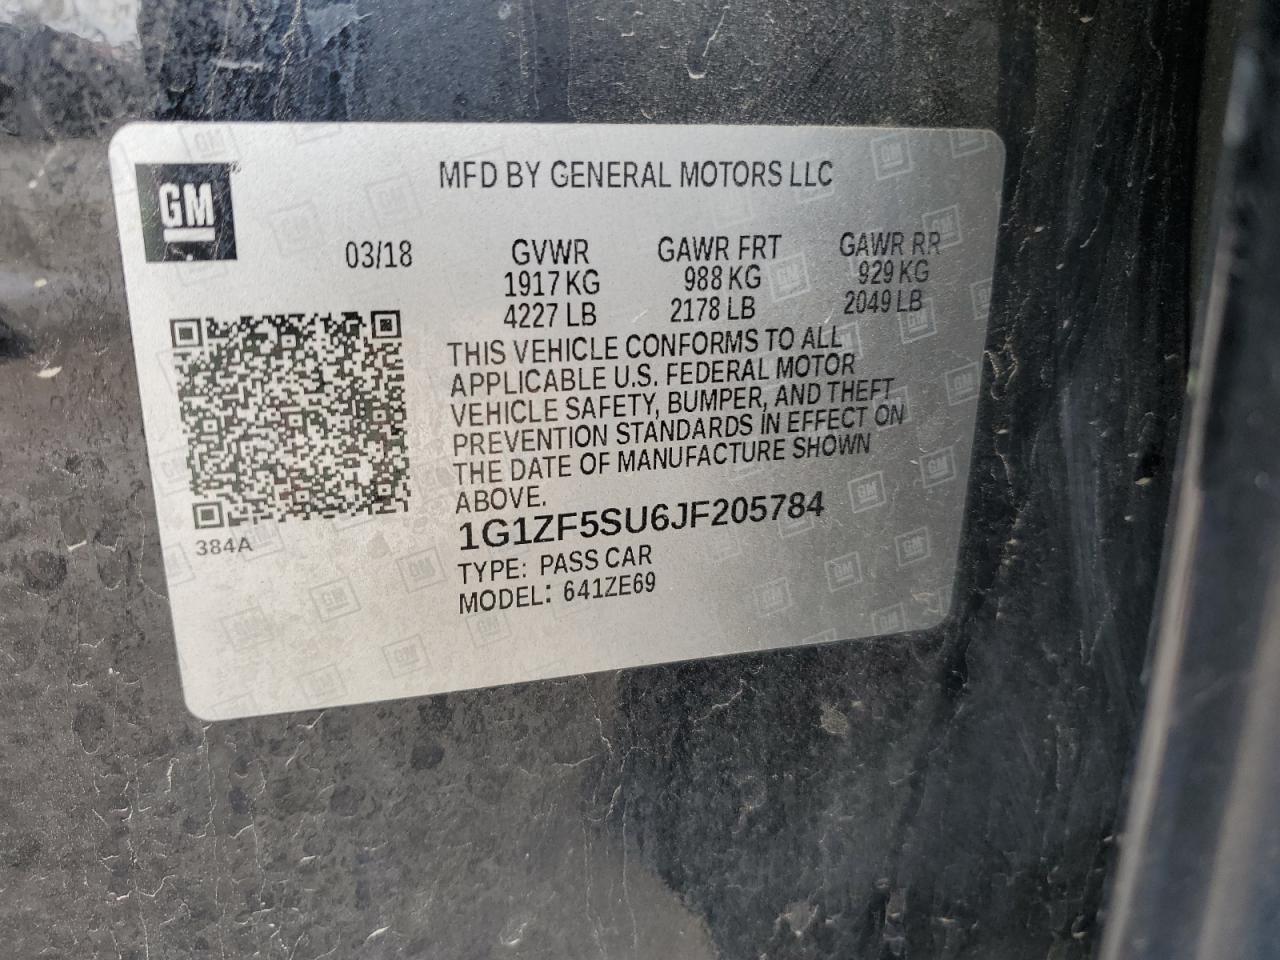 GM
MFD BY GENERAL MOTORS LLC
03/18 GVWR GAWR FRT GAWR RR
1917 KG 988 KG 929 KG
4227 LB 2178 LB 2049 LB
THIS VEHICLE CONFORMS TO ALL
APPLICABLE U.S. FEDERAL MOTOR
VEHICLE SAFETY, BUMPER, AND THEFT
PREVENTION STANDARDS IN EFFECT ON
THE DATE OF MANUFACTURE SHOWN
ABOVE.
384A
1G1ZF5SU6JF205784
TYPE: PASS CAR
MODEL: 641ZE69